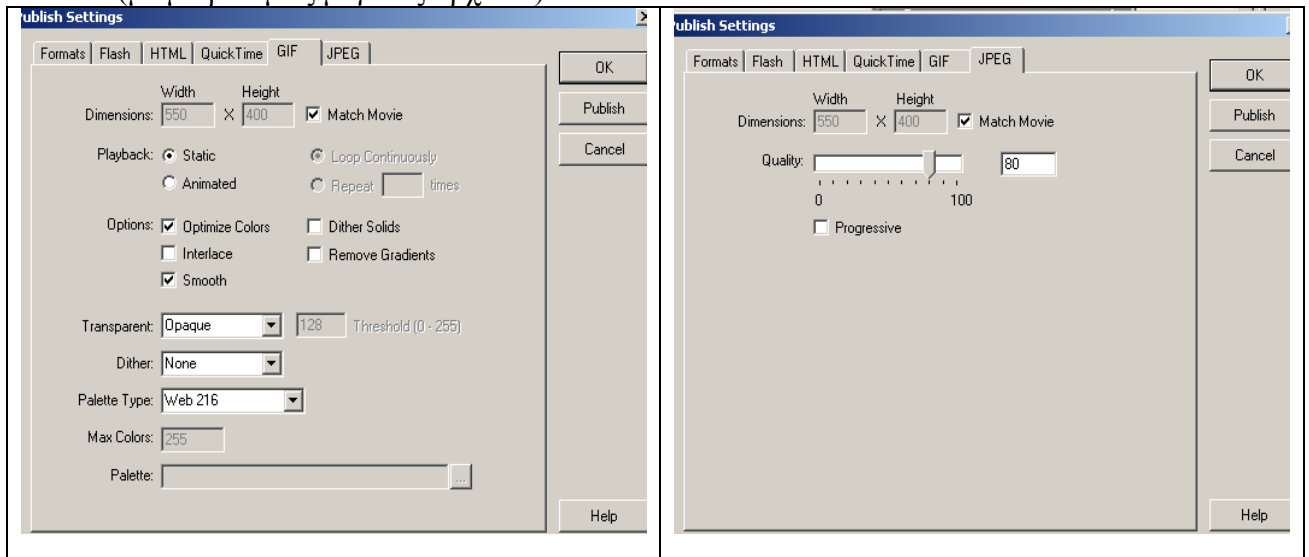 Publish Settings
Formats Flash HTML QuickTime GIF JPEG
OK
Publish
Cancel
Width Height
Dimensions: 550 X 400 Match Movie
Playback: Static Loop Continuously
Animated Repeat times
Options: Optimize Colors Dither Solids
Interlace Remove Gradients
Smooth
Transparent: Opaque 128 Threshold (0 - 255)
Dither: None
Palette Type: Web 216
Max Colors: 255
Palette: ...
Help
Publish Settings
Formats Flash HTML QuickTime GIF JPEG
OK
Publish
Cancel
Width Height
Dimensions: 550 X 400 Match Movie
Quality: 80
0 100
Progressive
Help